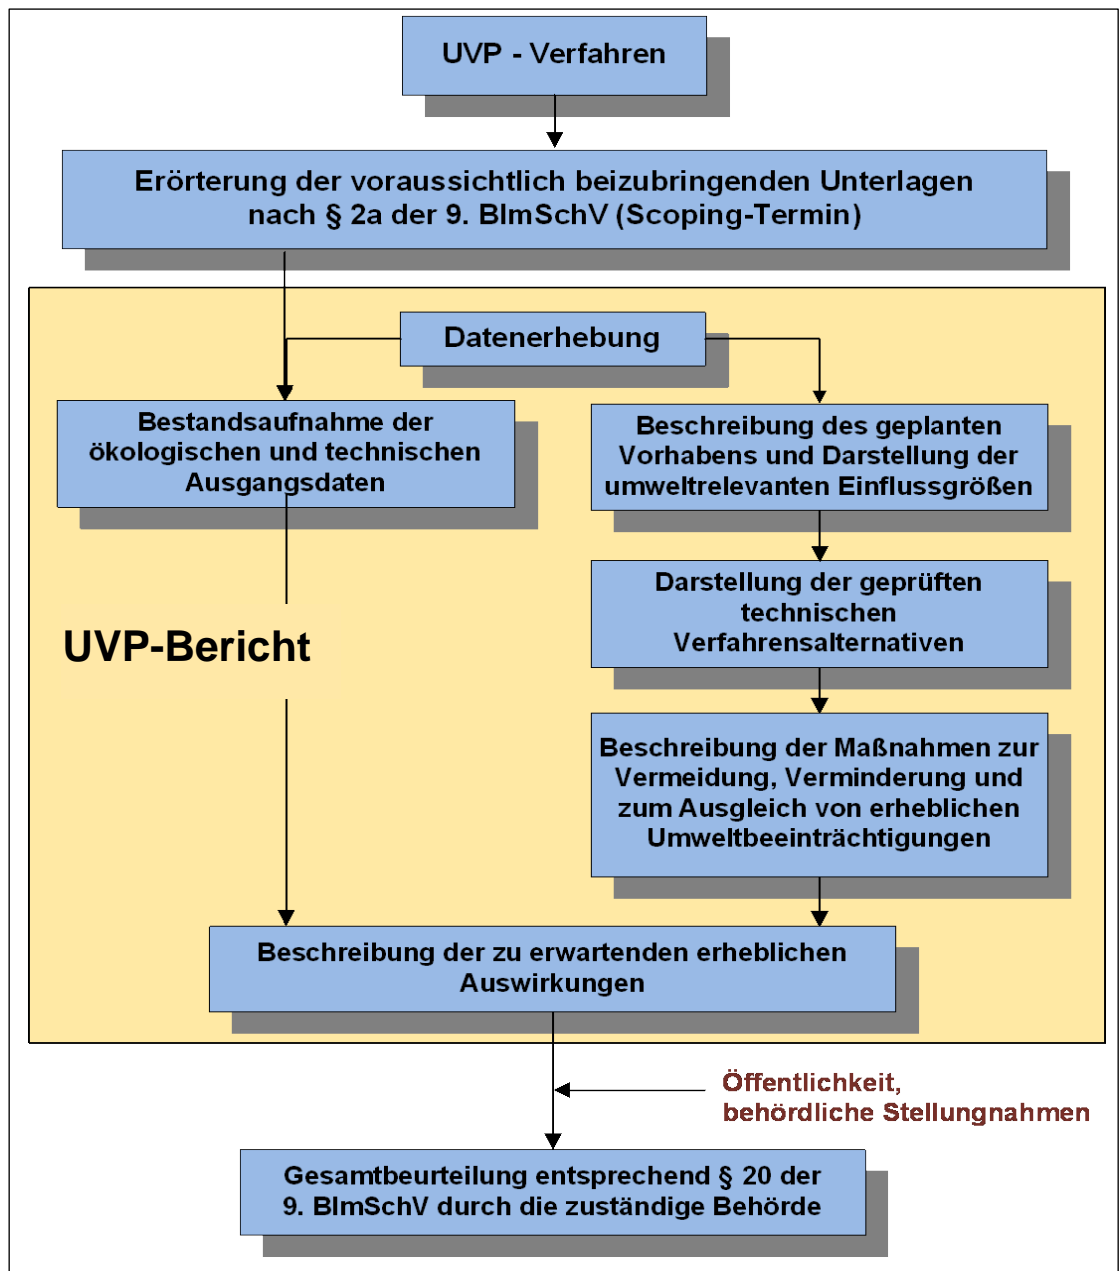 UVP - Verfahren
Erörterung der voraussichtlich beizubringenden Unterlagen
nach § 2a der 9. BImSchV (Scoping-Termin)
Datenerhebung
Bestandsaufnahme der
ökologischen und technischen
Ausgangsdaten
Beschreibung des geplanten
Vorhabens und Darstellung der
umweltrelevanten Einflussgrößen
Darstellung der geprüften
technischen
Verfahrensalternativen
UVP-Bericht
Beschreibung der Maßnahmen zur
Vermeidung, Verminderung und
zum Ausgleich von erheblichen
Umweltbeeinträchtigungen
Beschreibung der zu erwartenden erheblichen
Auswirkungen
Öffentlichkeit,
behördliche Stellungnahmen
Gesamtbeurteilung entsprechend § 20 der
9. BImSchV durch die zuständige Behörde